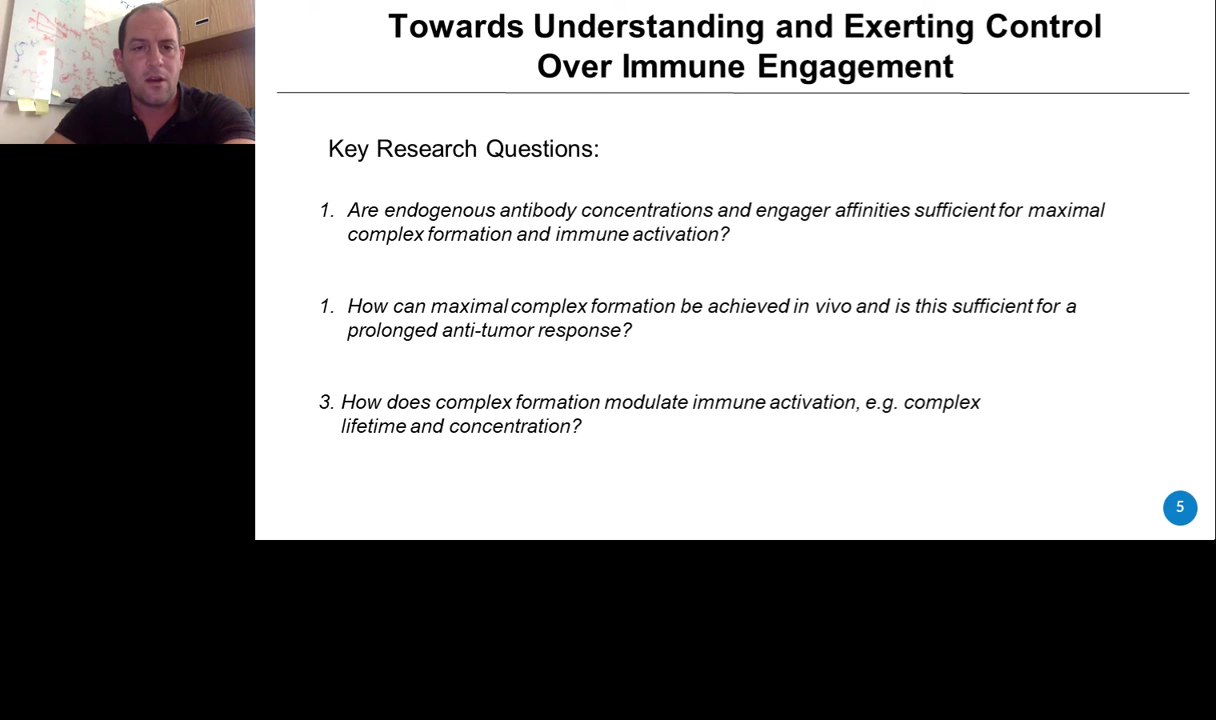 Towards Understanding and Exerting Control
Over Immune Engagement
Key Research Questions:
1. Are endogenous antibody concentrations and engager affinities sufficient for maximal
complex formation and immune activation?
1. How can maximal complex formation be achieved in vivo and is this sufficient for a
prolonged anti-tumor response?
3. How does complex formation modulate immune activation, e.g. complex
lifetime and concentration?
5